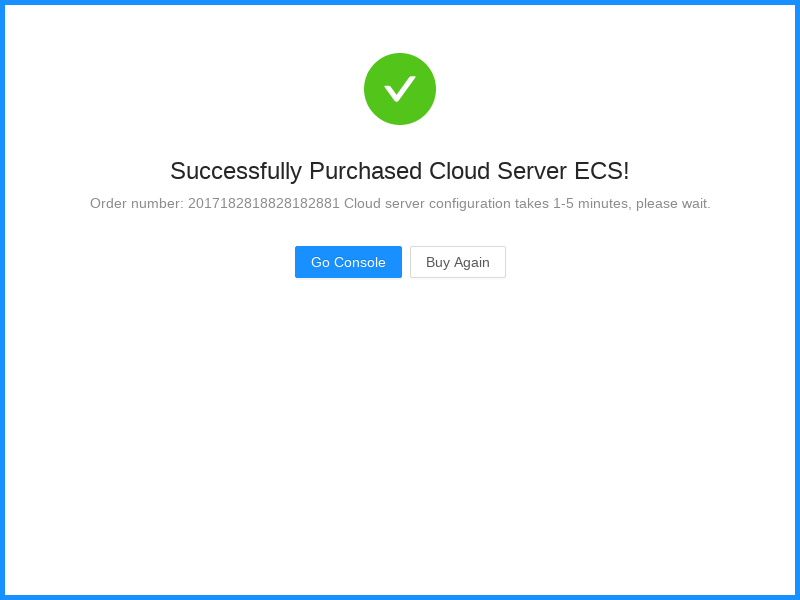 Successfully Purchased Cloud Server ECS!
Order number: 2017182818828182881 Cloud server configuration takes 1-5 minutes, please wait.
Go Console
Buy Again